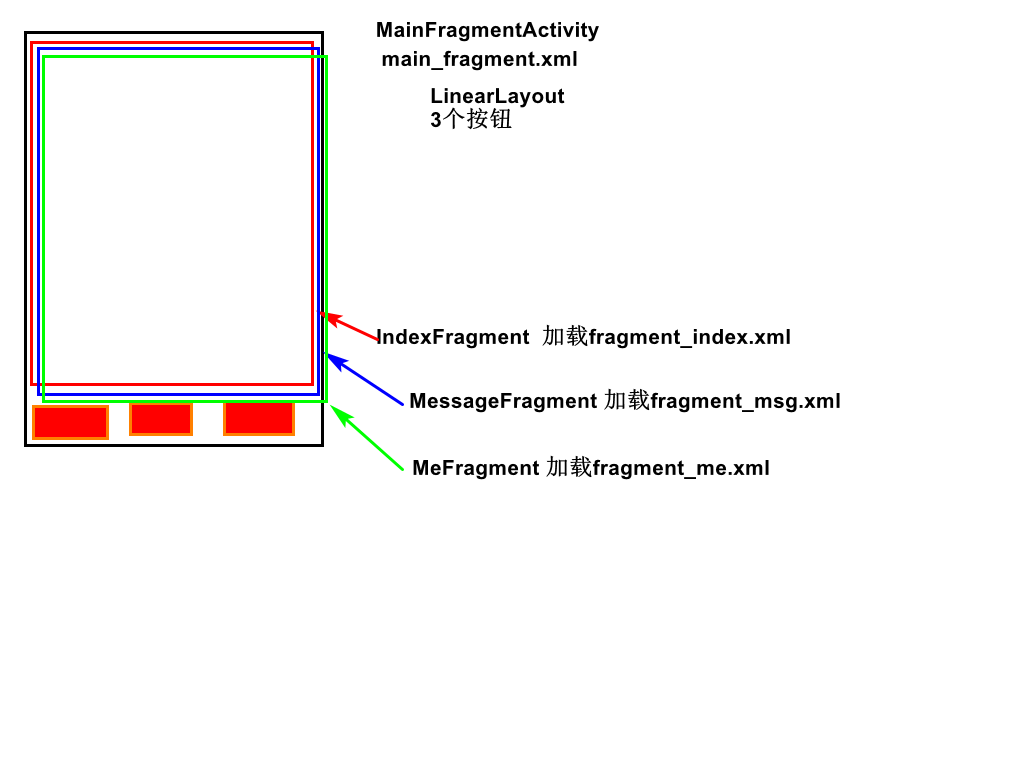 MainFragmentActivity
main_fragment.xml
LinearLayout
3个按钮
IndexFragment 加载fragment_index.xml
MessageFragment 加载fragment_msg.xml
MeFragment 加载fragment_me.xml